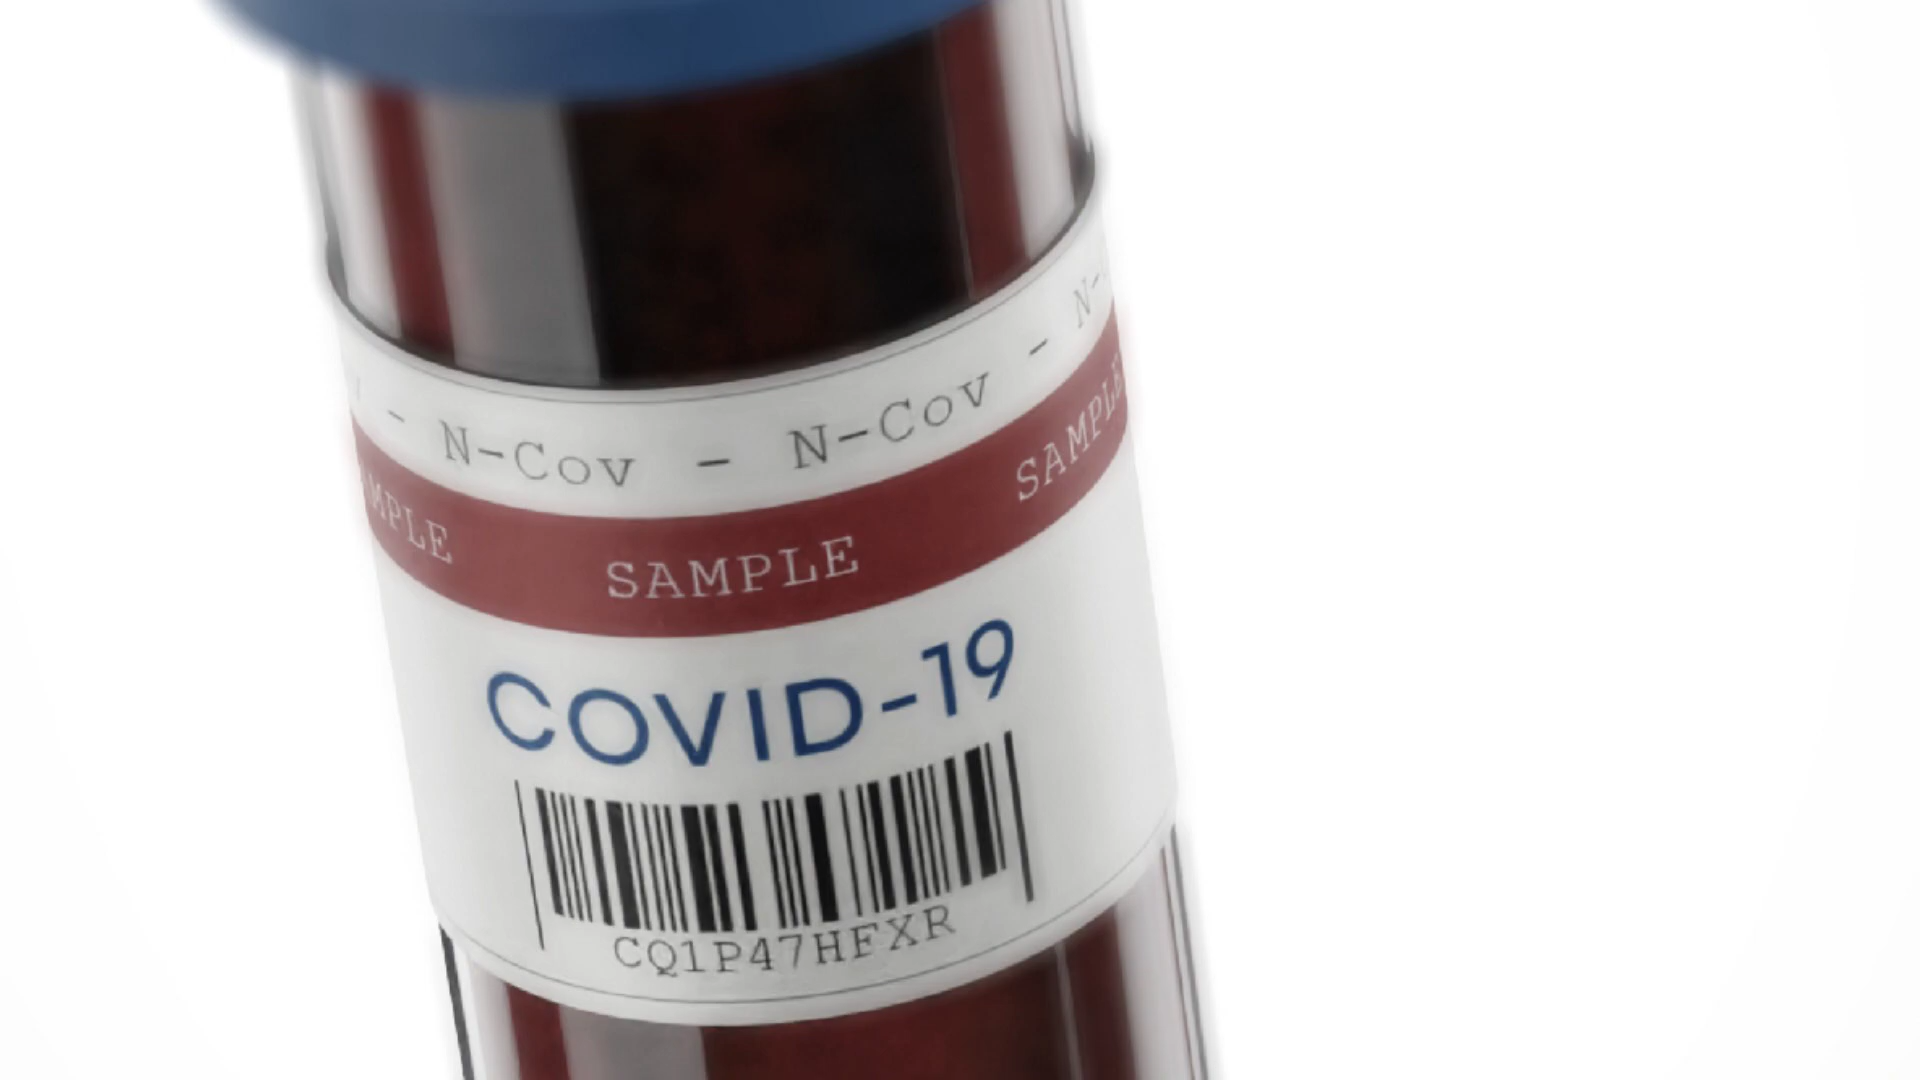 - N-Cov - N-Cov - N-
SAMPLE SAMPLE SAMPLE
COVID-19
CQ1P47HFXR